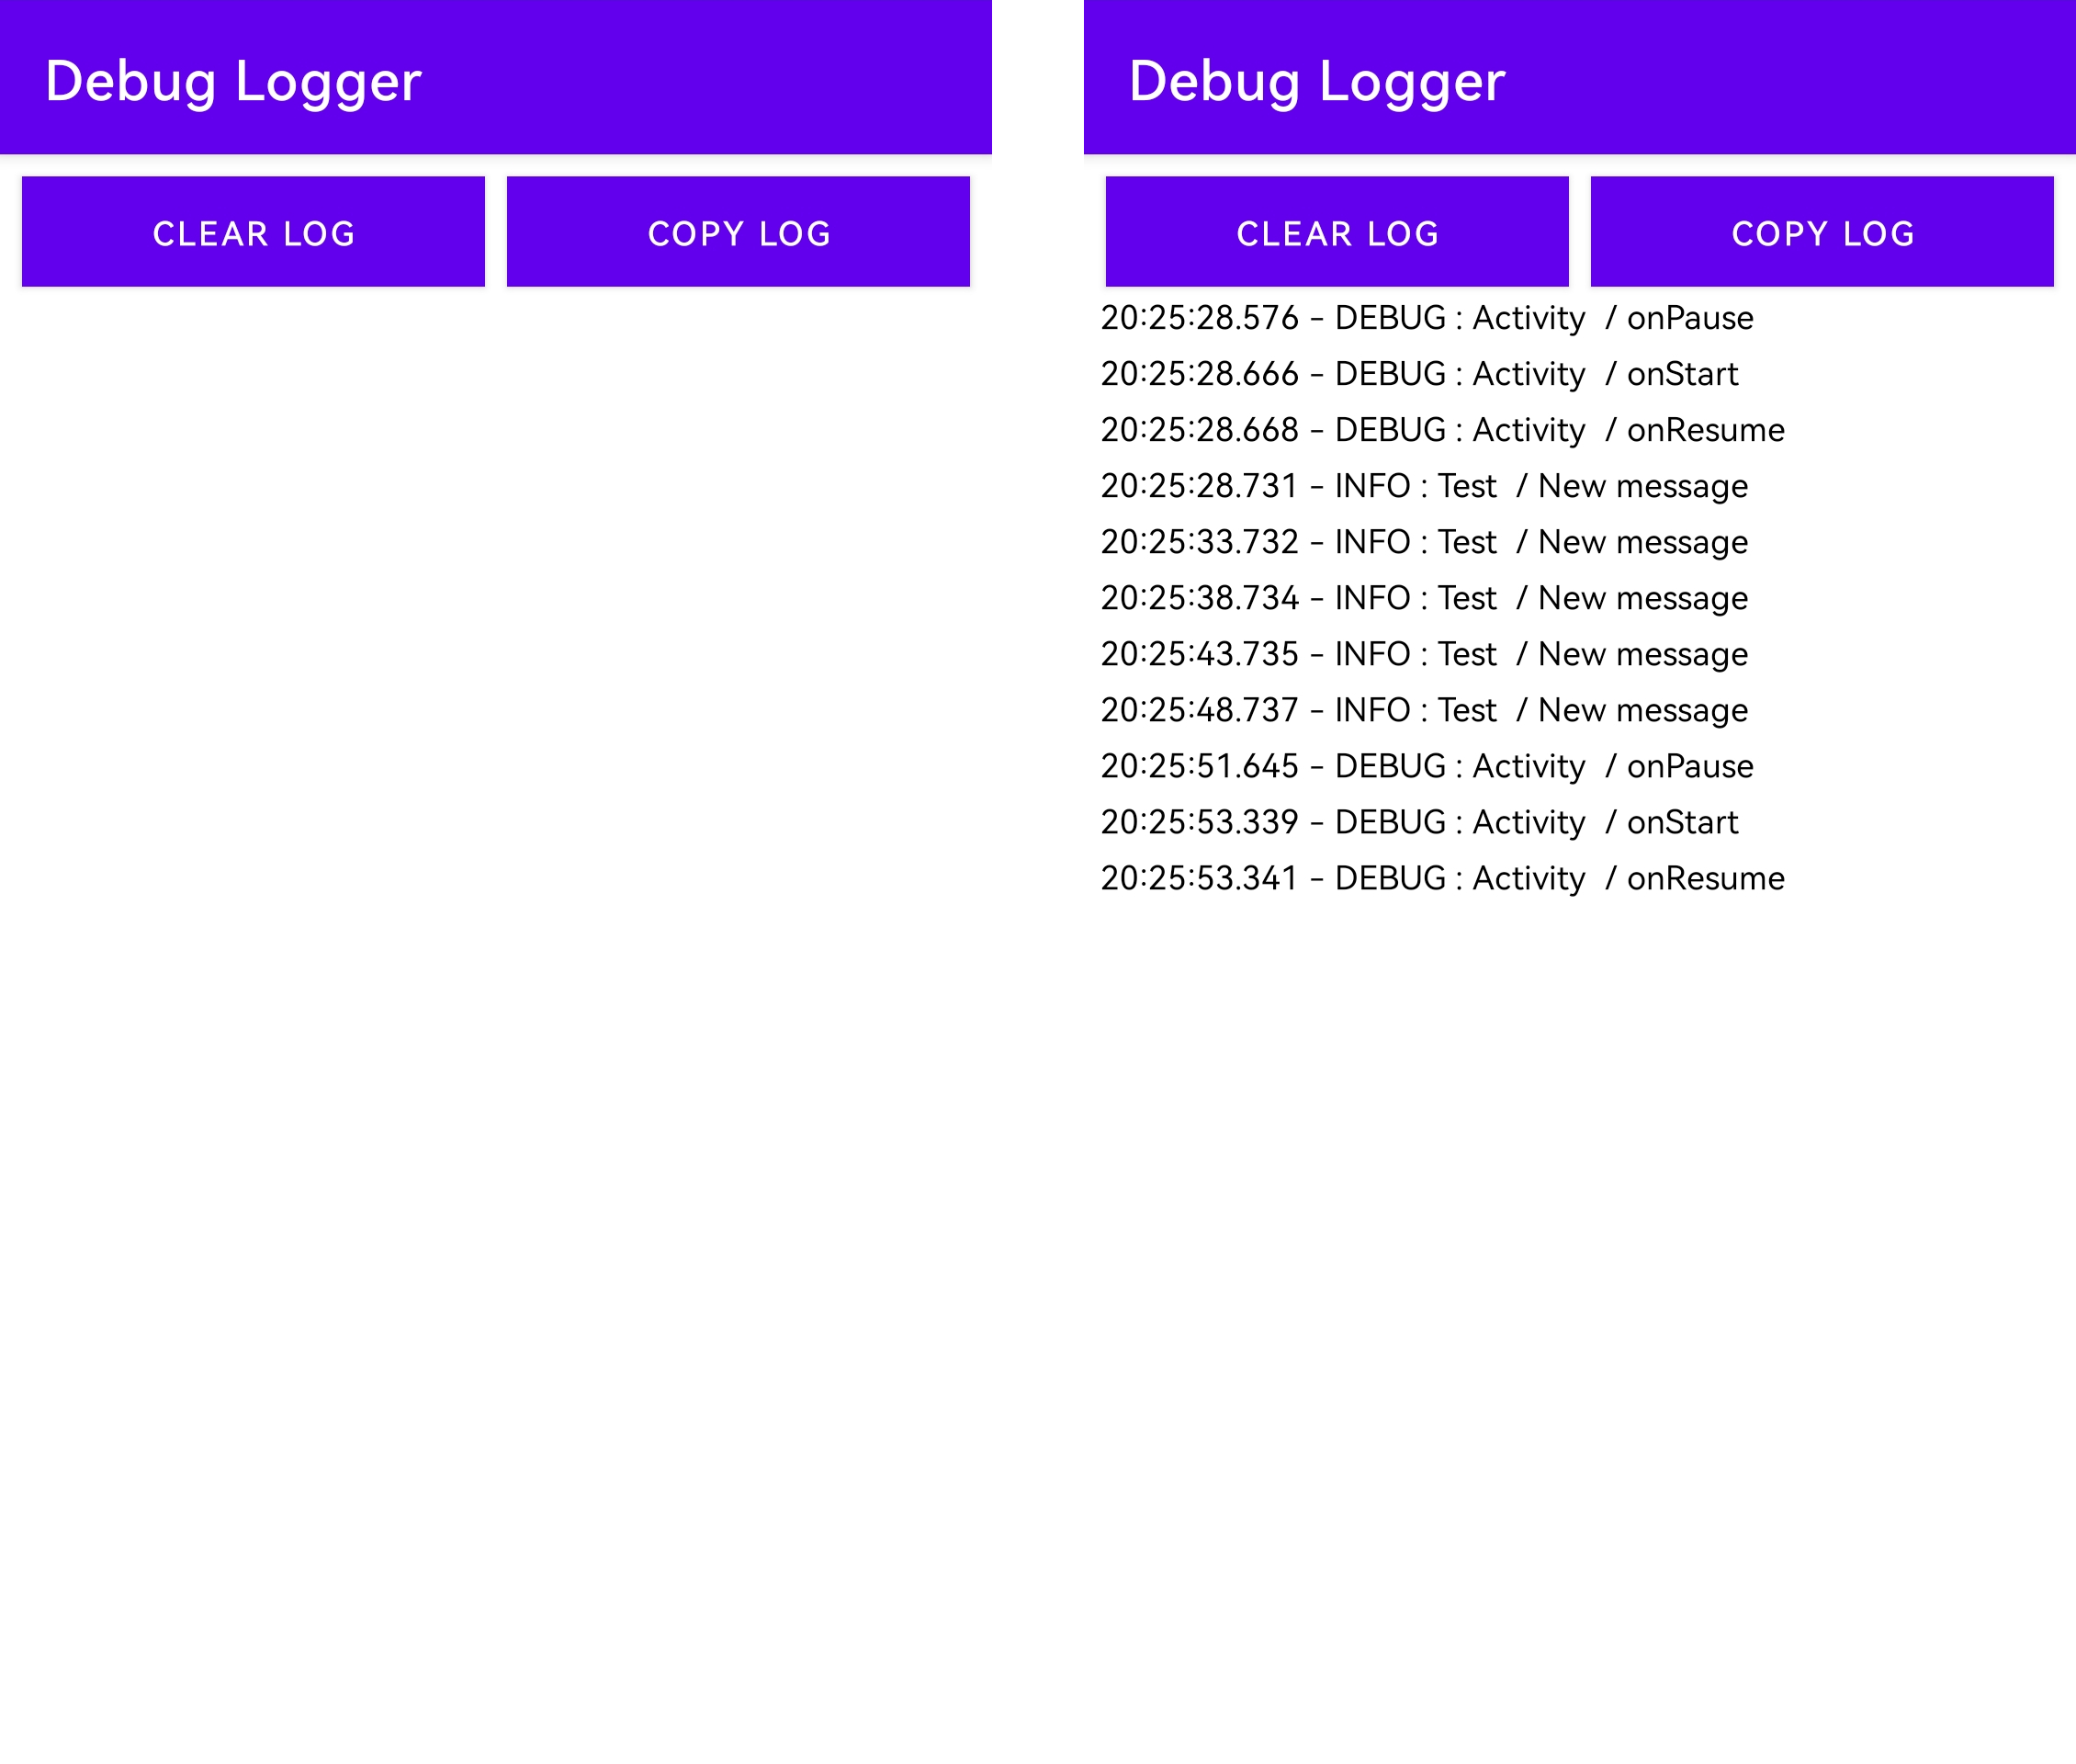 Debug Logger
CLEAR LOG
COPY LOG
Debug Logger
CLEAR LOG
COPY LOG
20:25:28.576 - DEBUG : Activity  / onPause
20:25:28.666 - DEBUG : Activity  / onStart
20:25:28.668 - DEBUG : Activity  / onResume
20:25:28.731 - INFO : Test  / New message
20:25:33.732 - INFO : Test  / New message
20:25:38.734 - INFO : Test  / New message
20:25:43.735 - INFO : Test  / New message
20:25:48.737 - INFO : Test  / New message
20:25:51.645 - DEBUG : Activity  / onPause
20:25:53.339 - DEBUG : Activity  / onStart
20:25:53.341 - DEBUG : Activity  / onResume